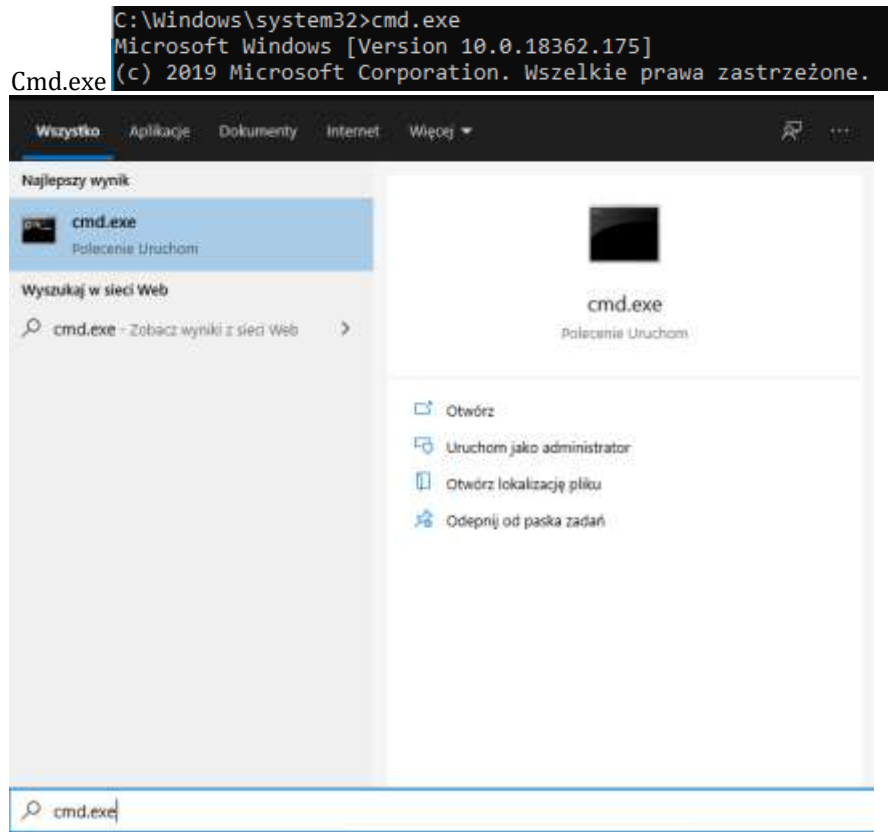 C:\Windows\system32>cmd.exe
Microsoft Windows [Version 10.0.18362.175]
Cmd.exe (c) 2019 Microsoft Corporation. Wszelkie prawa zastrzeżone.
Wszystko Aplikacje Dokumenty Internet Więcej
Najlepszy wynik
cmd.exe
Polecenie Uruchom
Wyszukaj w sieci Web
cmd.exe - Zobacz wyniki z sieci Web
cmd.exe
Polecenie Uruchom
Otwórz
Uruchom jako administrator
Otwórz lokalizację pliku
Odepnij od paska zadań
cmd.exe